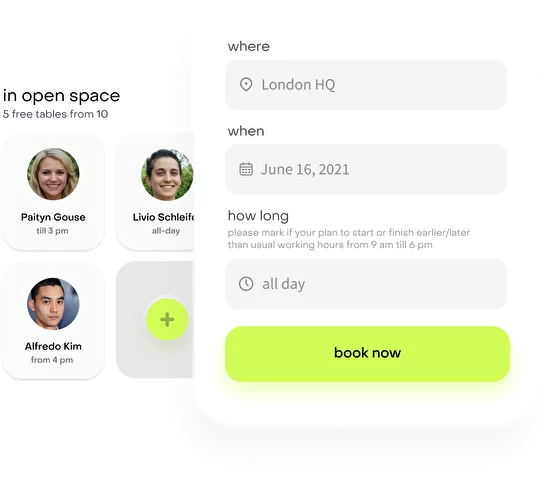 in open space
5 free tables from 10
Paityn Gouse
till 3 pm
Livio Schleife
all-day
Alfredo Kim
from 4 pm
where
London HQ
when
June 16, 2021
how long
please mark if your plan to start or finish earlier/later
than usual working hours from 9 am till 6 pm
all day
book now